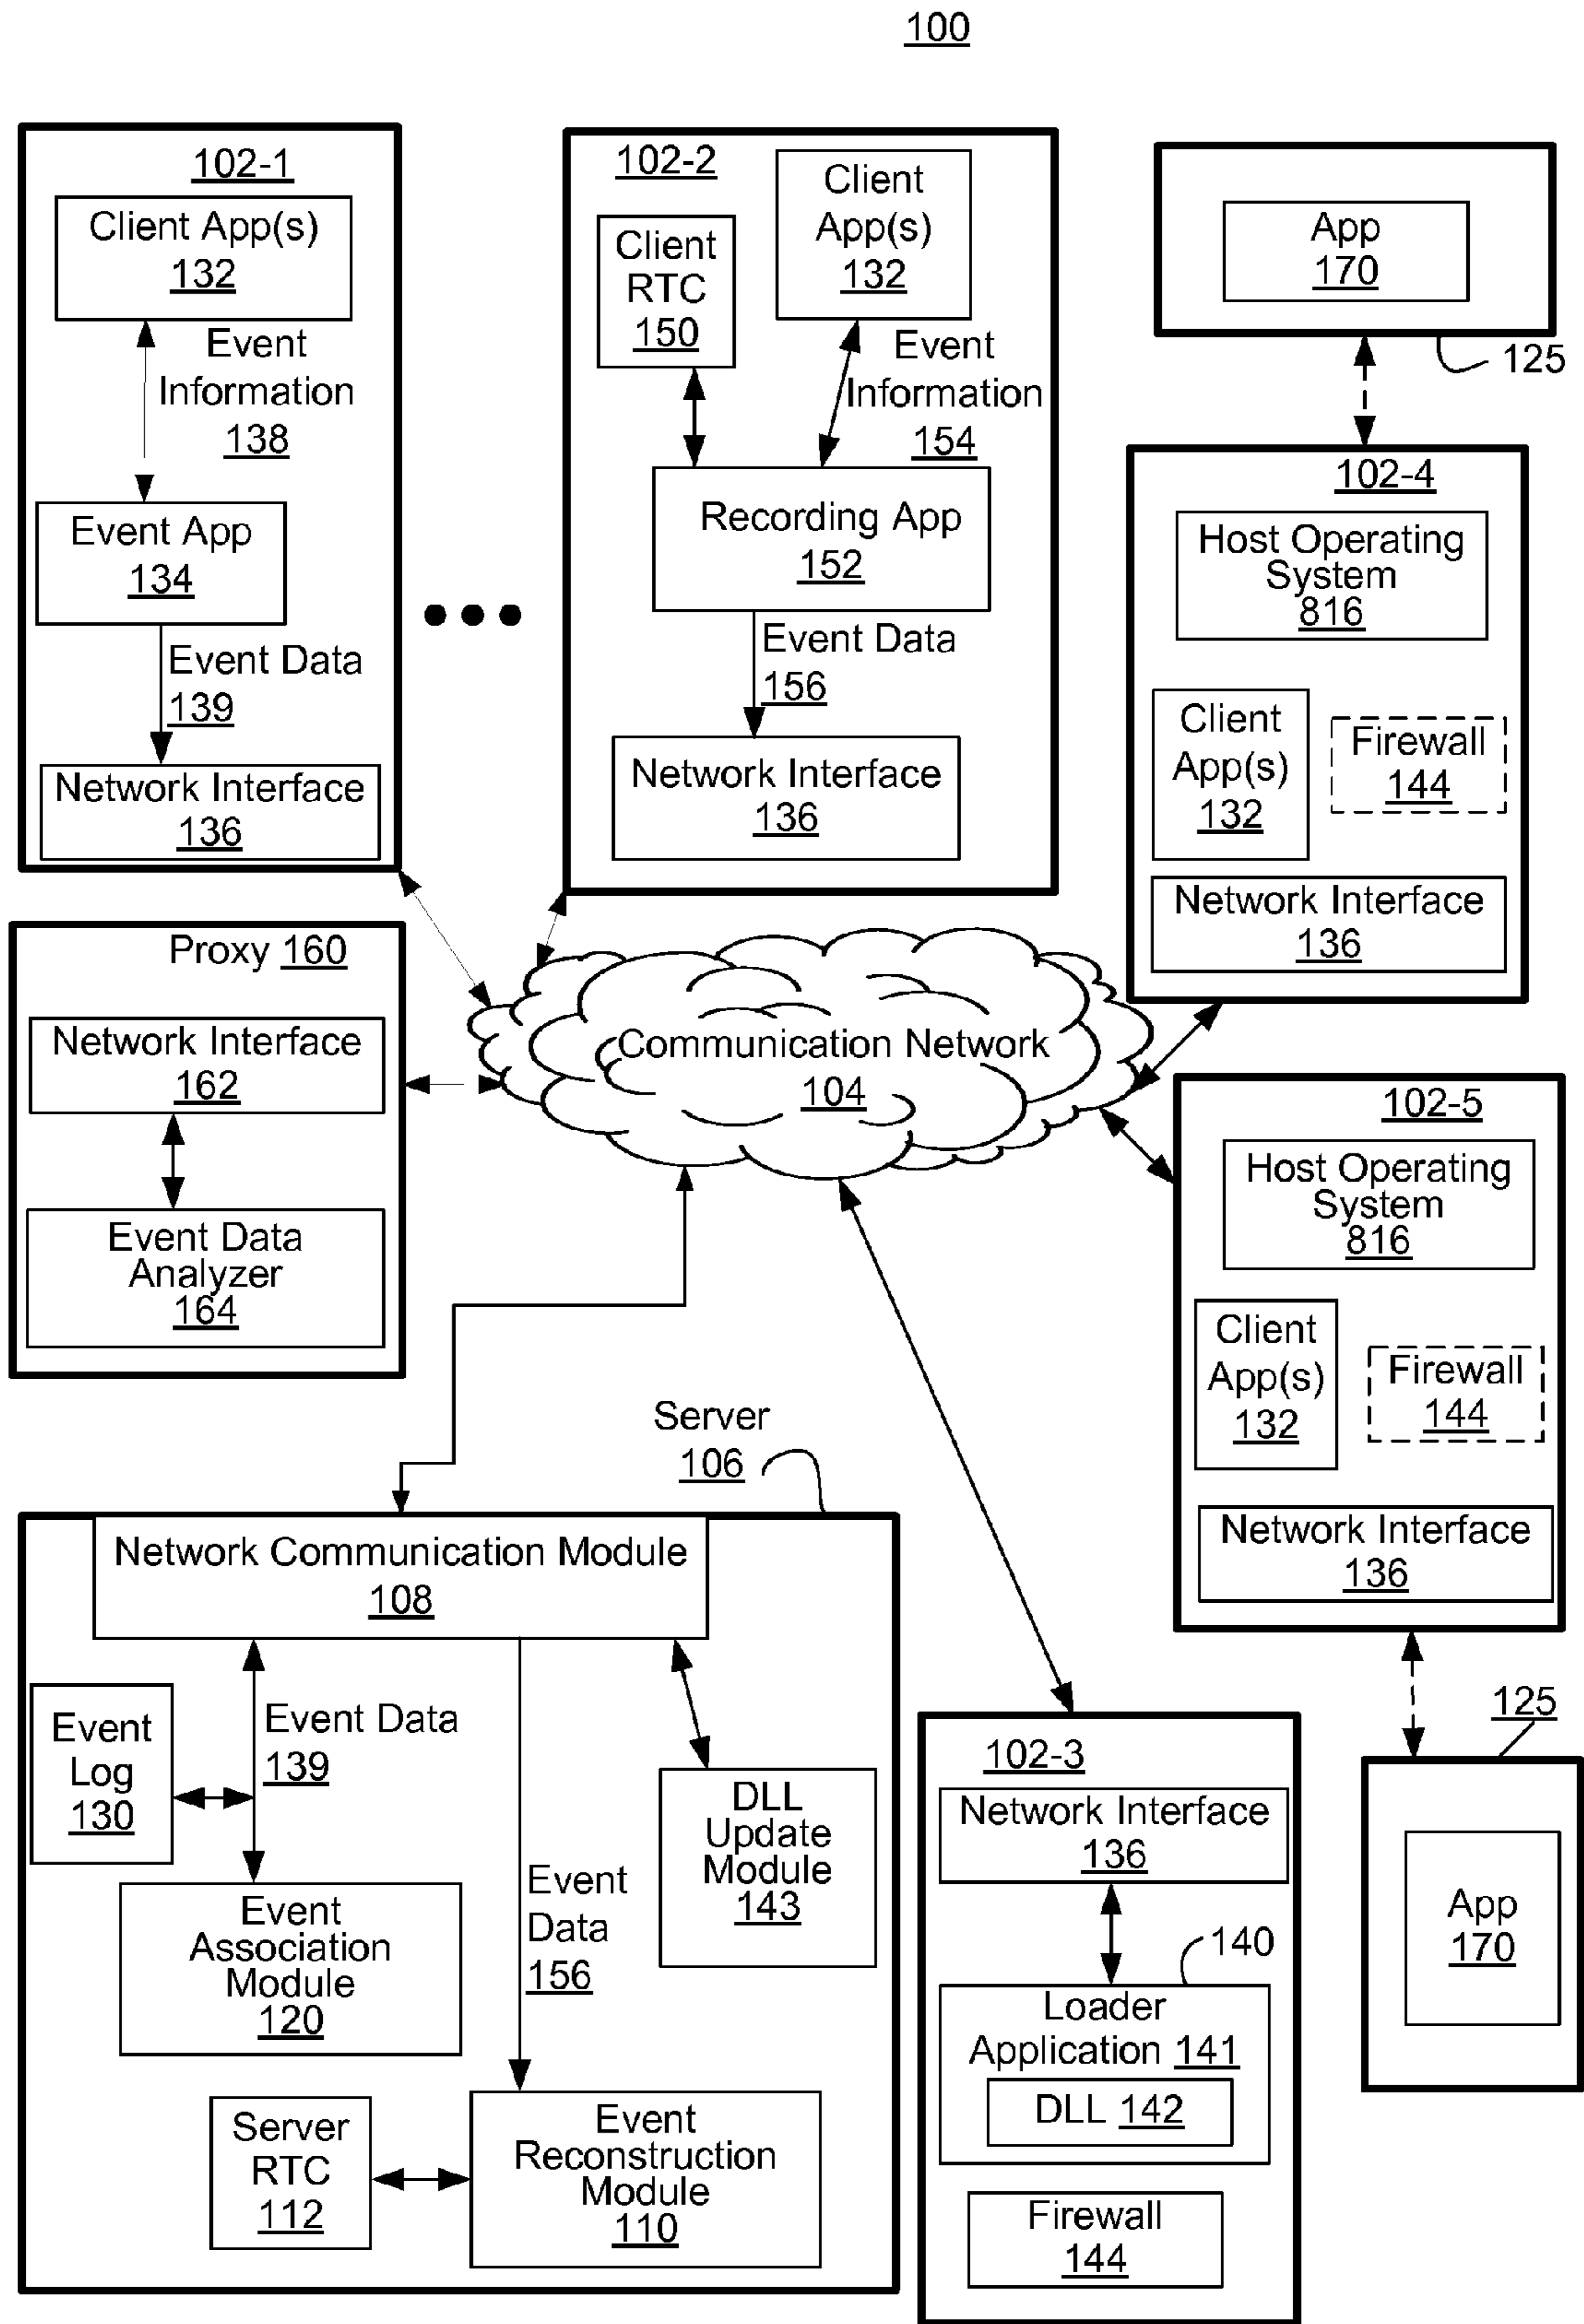 100
102-1
Client App(s)
132
Event
Information
138
Event App
134
Event Data
139
Network Interface
136
102-2
Client
App(s)
132
Client
RTC
150
Event
Information
154
Recording App
152
Event Data
156
Network Interface
136
App
170
125
102-4
Host Operating
System
816
Client
App(s)
132
Firewall
144
Network Interface
136
Proxy 160
Network Interface
162
Event Data
Analyzer
164
Communication Network
104
102-5
Host Operating
System
816
Client
App(s)
132
Firewall
144
Network Interface
136
Server
106
Network Communication Module
108
Event
Log
130
Event Data
139
Event
Association
Module
120
Event
Data
156
DLL
Update
Module
143
Server
RTC
112
Event
Reconstruction
Module
110
102-3
Network Interface
136
140
Loader
Application 141
DLL 142
Firewall
144
125
App
170